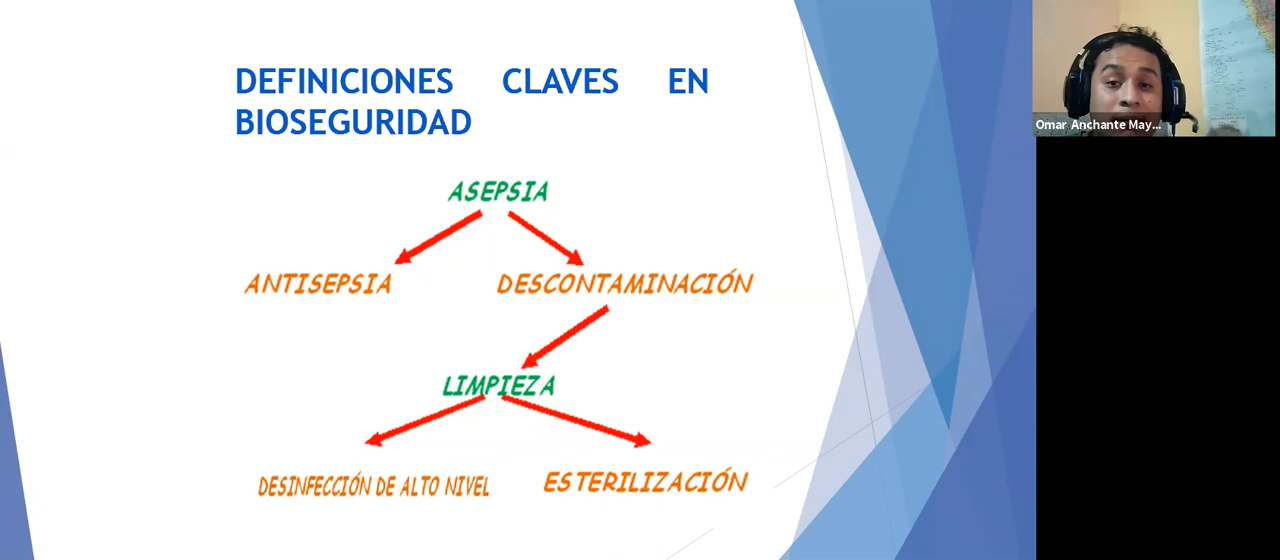 DEFINICIONES CLAVES EN
BIOSEGURIDAD
ASEPSIA
ANTISEPSIA
DESCONTAMINACIÓN
LIMPIEZA
DESINFECCIÓN DE ALTO NIVEL
ESTERILIZACIÓN
Omar Anchante May...